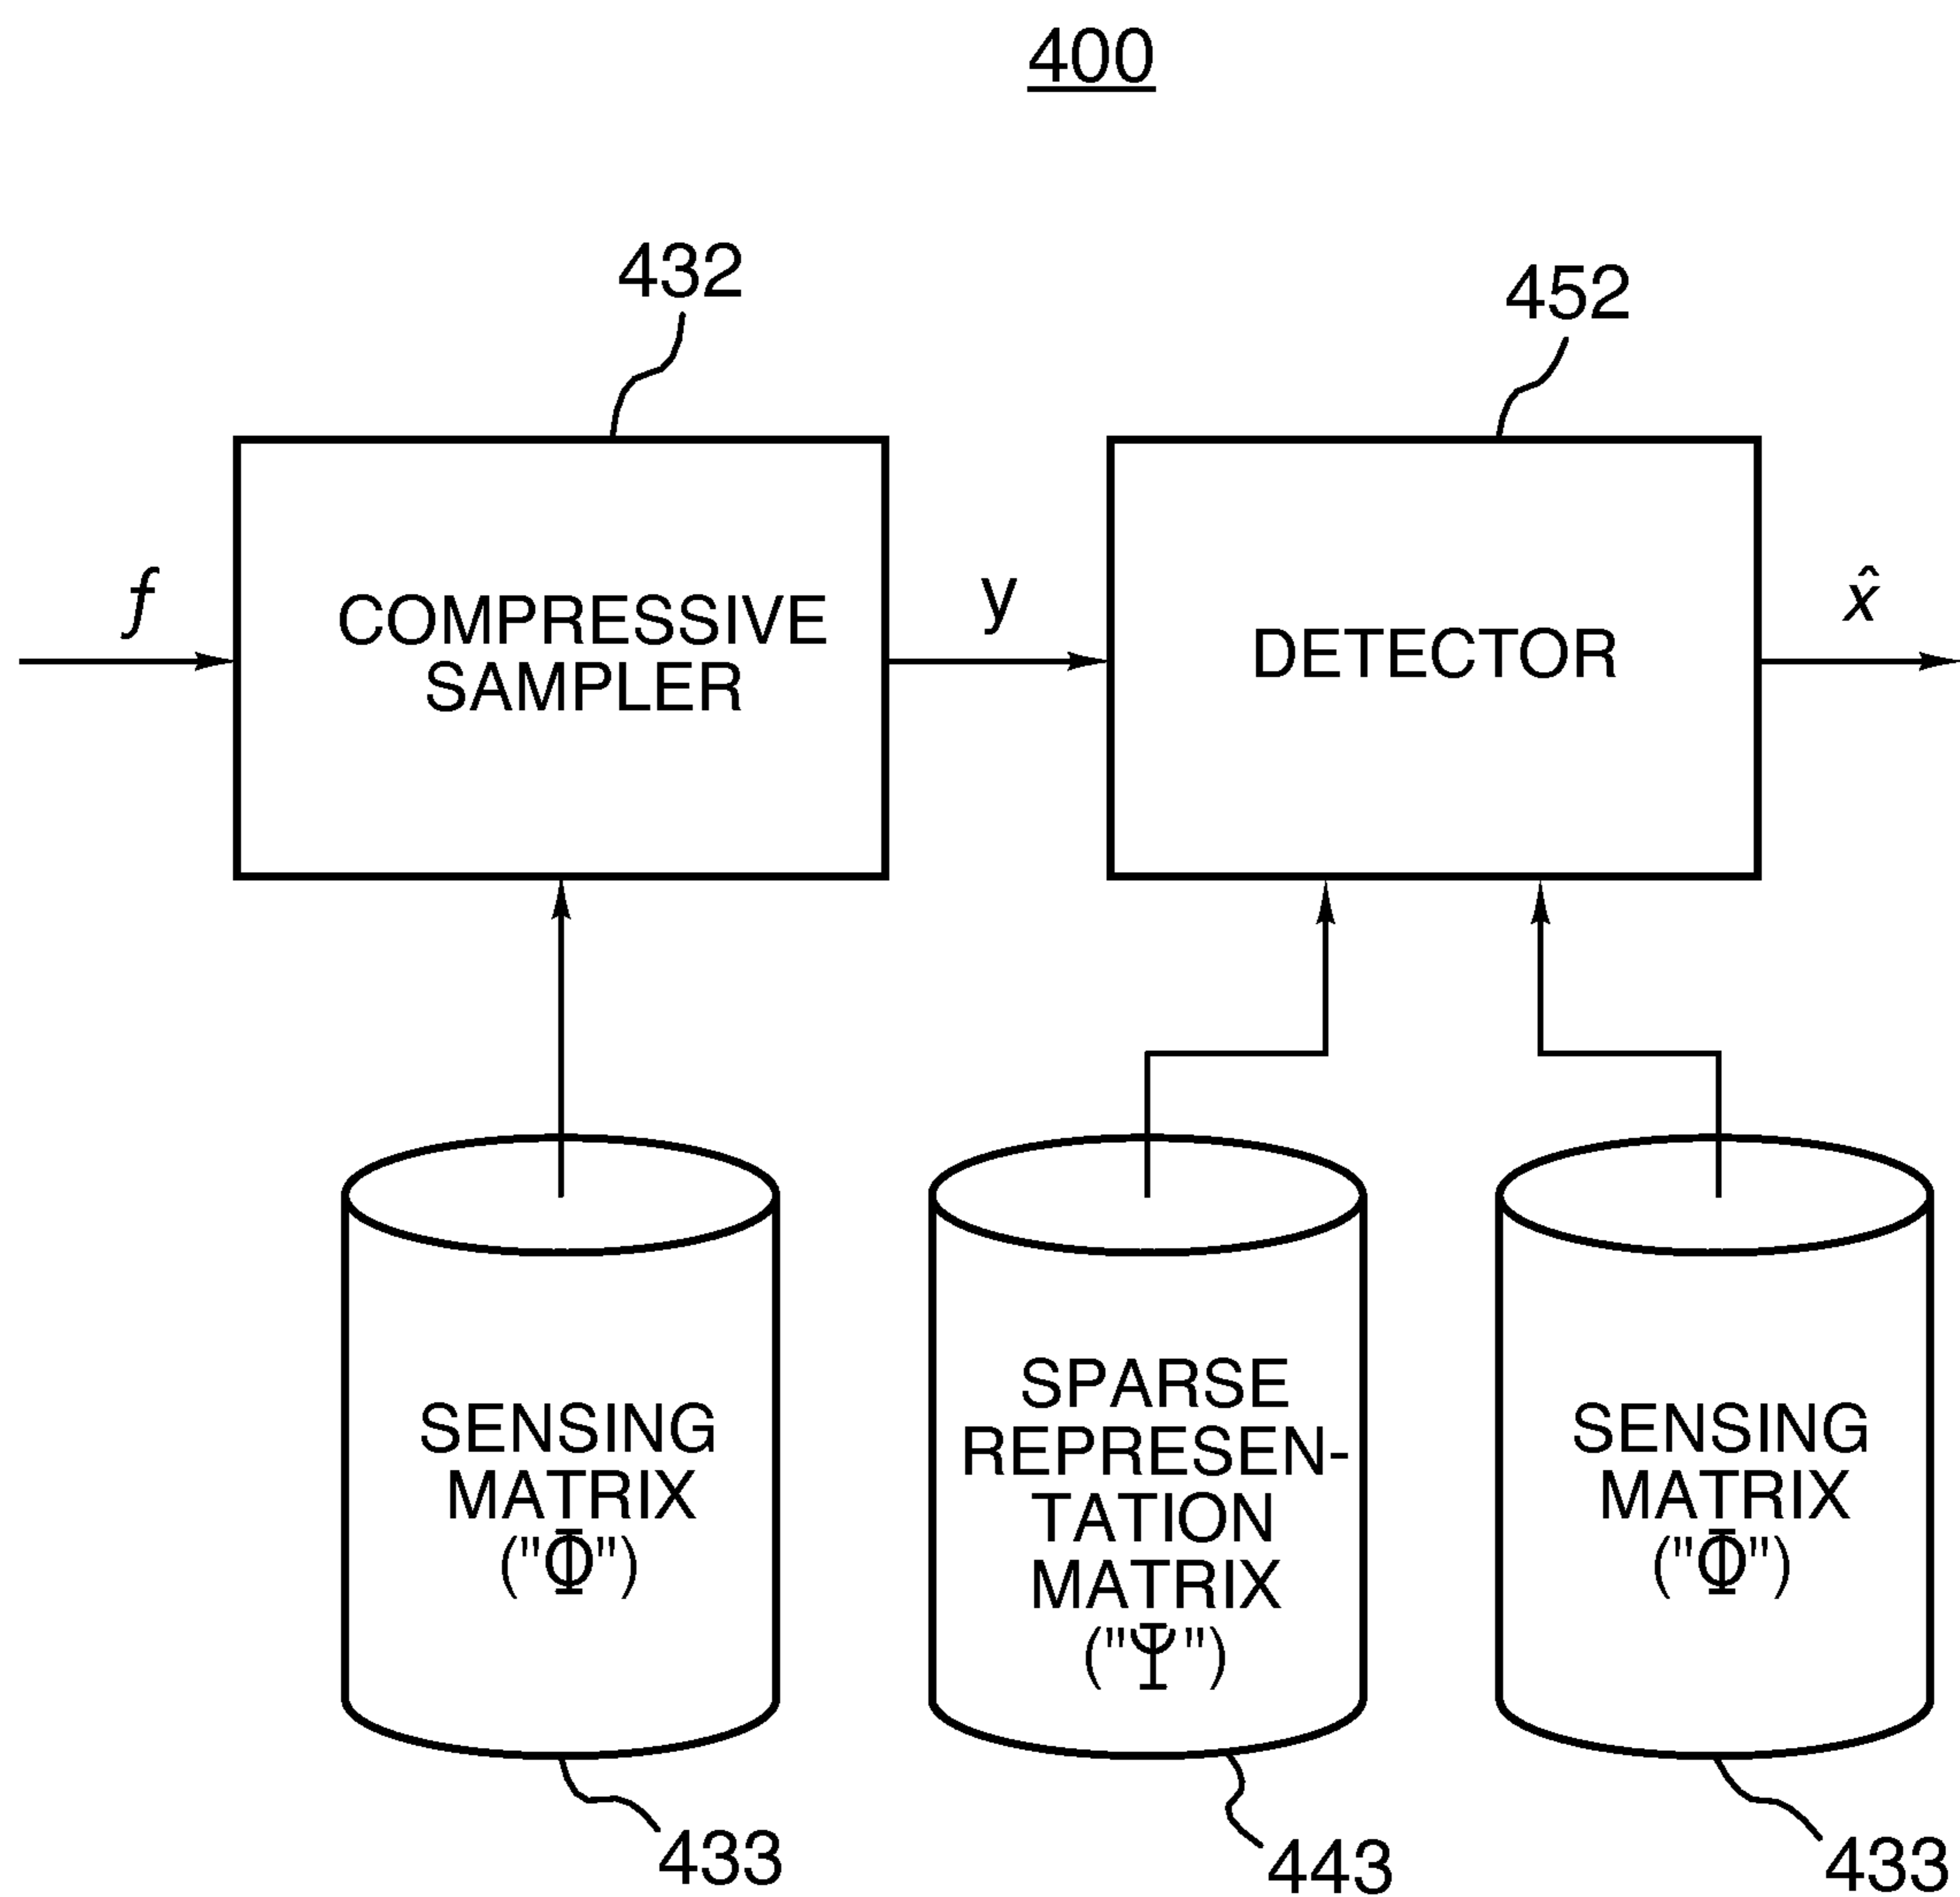 400
432
452
f
COMPRESSIVE
SAMPLER
y
DETECTOR
x̂
SENSING
MATRIX
("Φ")
SPARSE
REPRESEN-
TATION
MATRIX
("Ψ")
SENSING
MATRIX
("Φ")
433
443
433